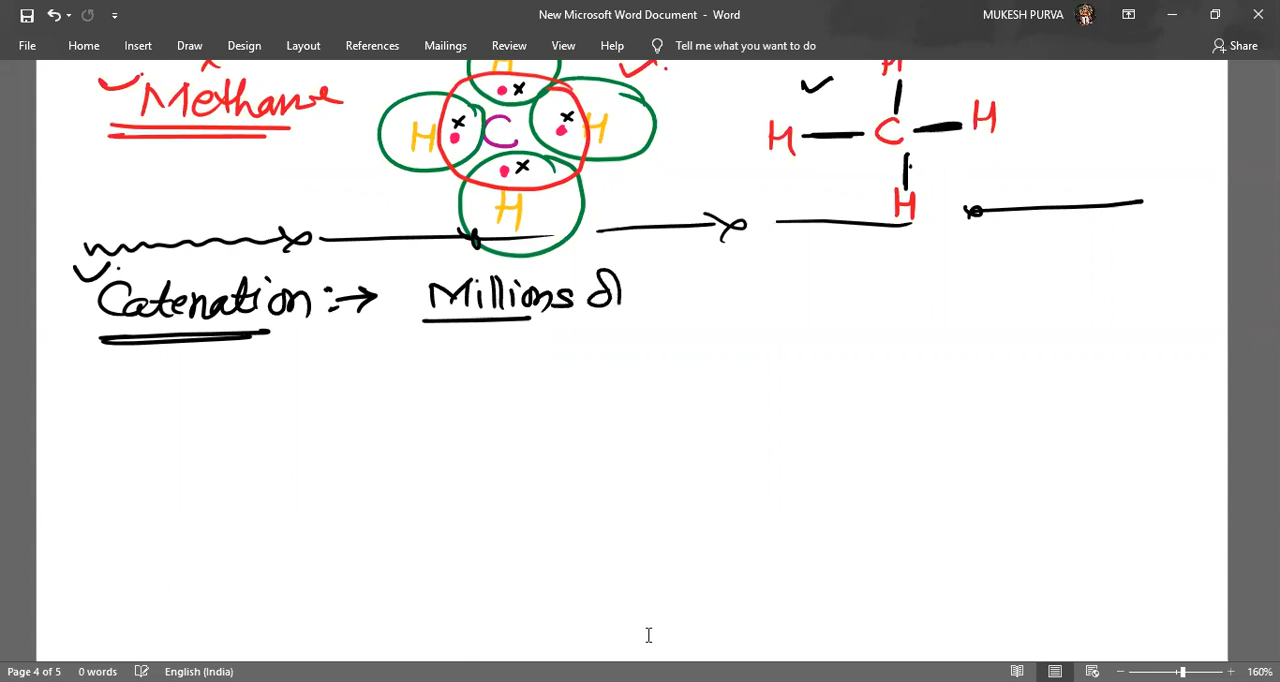 New Microsoft Word Document - Word
MUKESH PURVA
File Home Insert Draw Design Layout References Mailings Review View Help Tell me what you want to do Share
Methane
H
H
H C H
H C H
H
H
Catenation :→ Millions
Page 4 of 5 0 words English (India) 160%